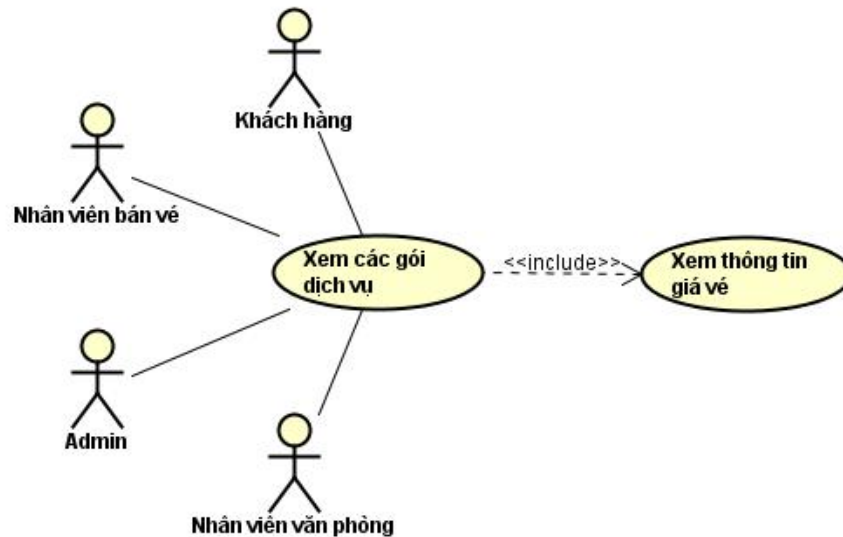 Khách hàng
Nhân viên bán vé
Xem các gói
dịch vụ
<<include>>
Xem thông tin
giá vé
Admin
Nhân viên văn phòng